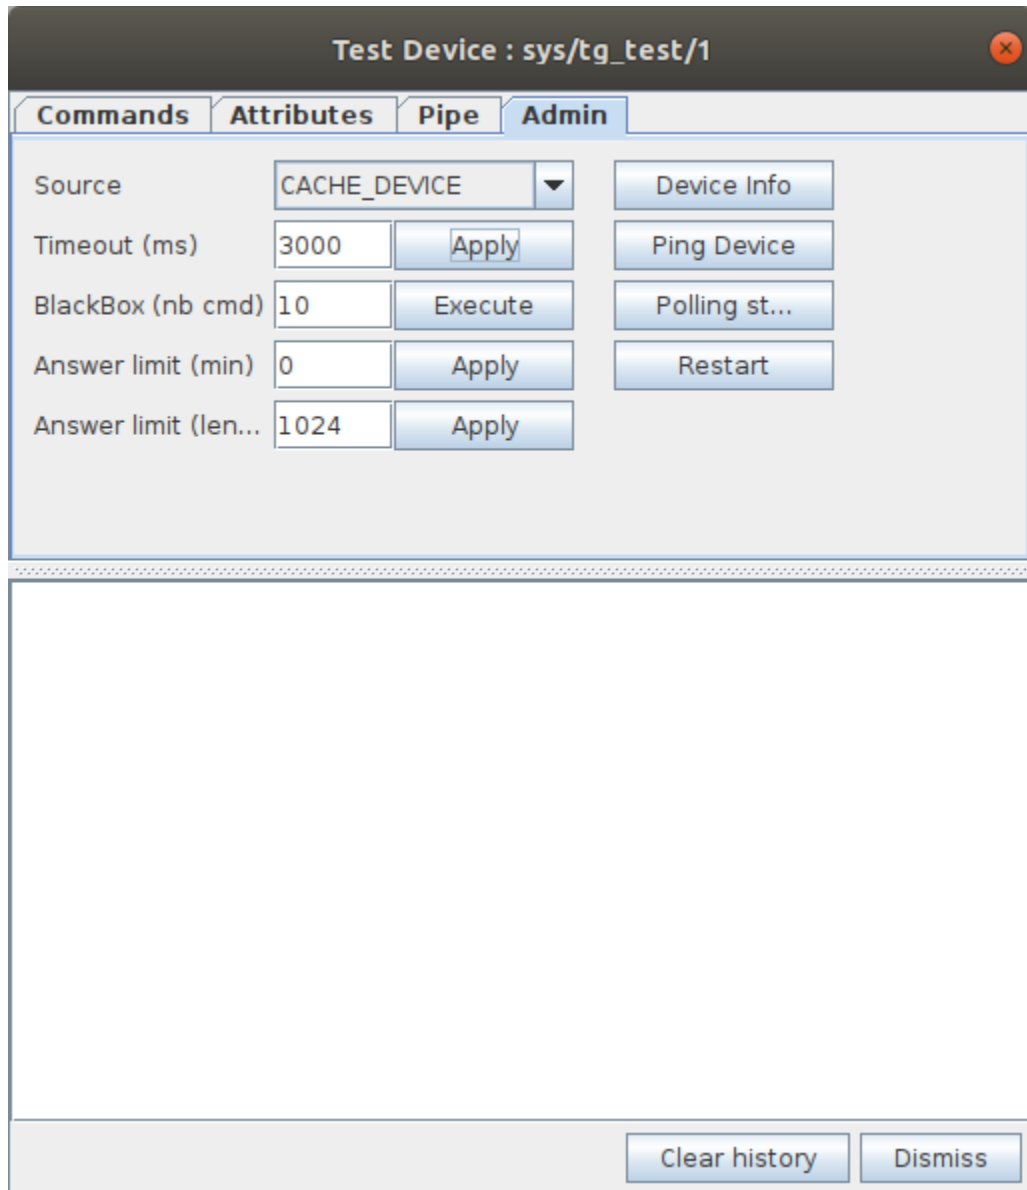 Test Device : sys/tg_test/1
Commands Attributes Pipe Admin
Source CACHE_DEVICE Device Info
Timeout (ms) 3000 Apply Ping Device
BlackBox (nb cmd) 10 Execute Polling st...
Answer limit (min) 0 Apply Restart
Answer limit (len... 1024 Apply
Clear history Dismiss